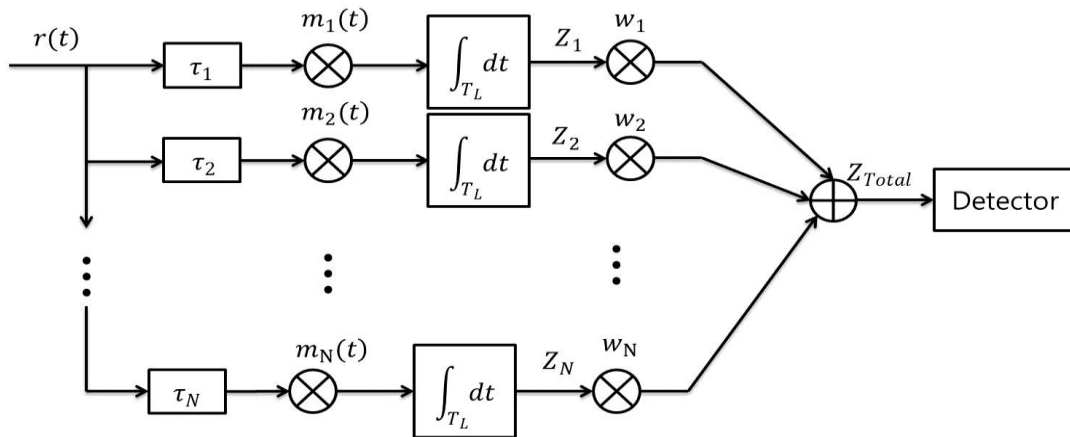 r(t)
τ₁
m₁(t)
∫_{T_L} dt
Z₁
w₁
τ₂
m₂(t)
∫_{T_L} dt
Z₂
w₂
Z_{Total}
Detector
τ_N
m_N(t)
∫_{T_L} dt
Z_N
w_N